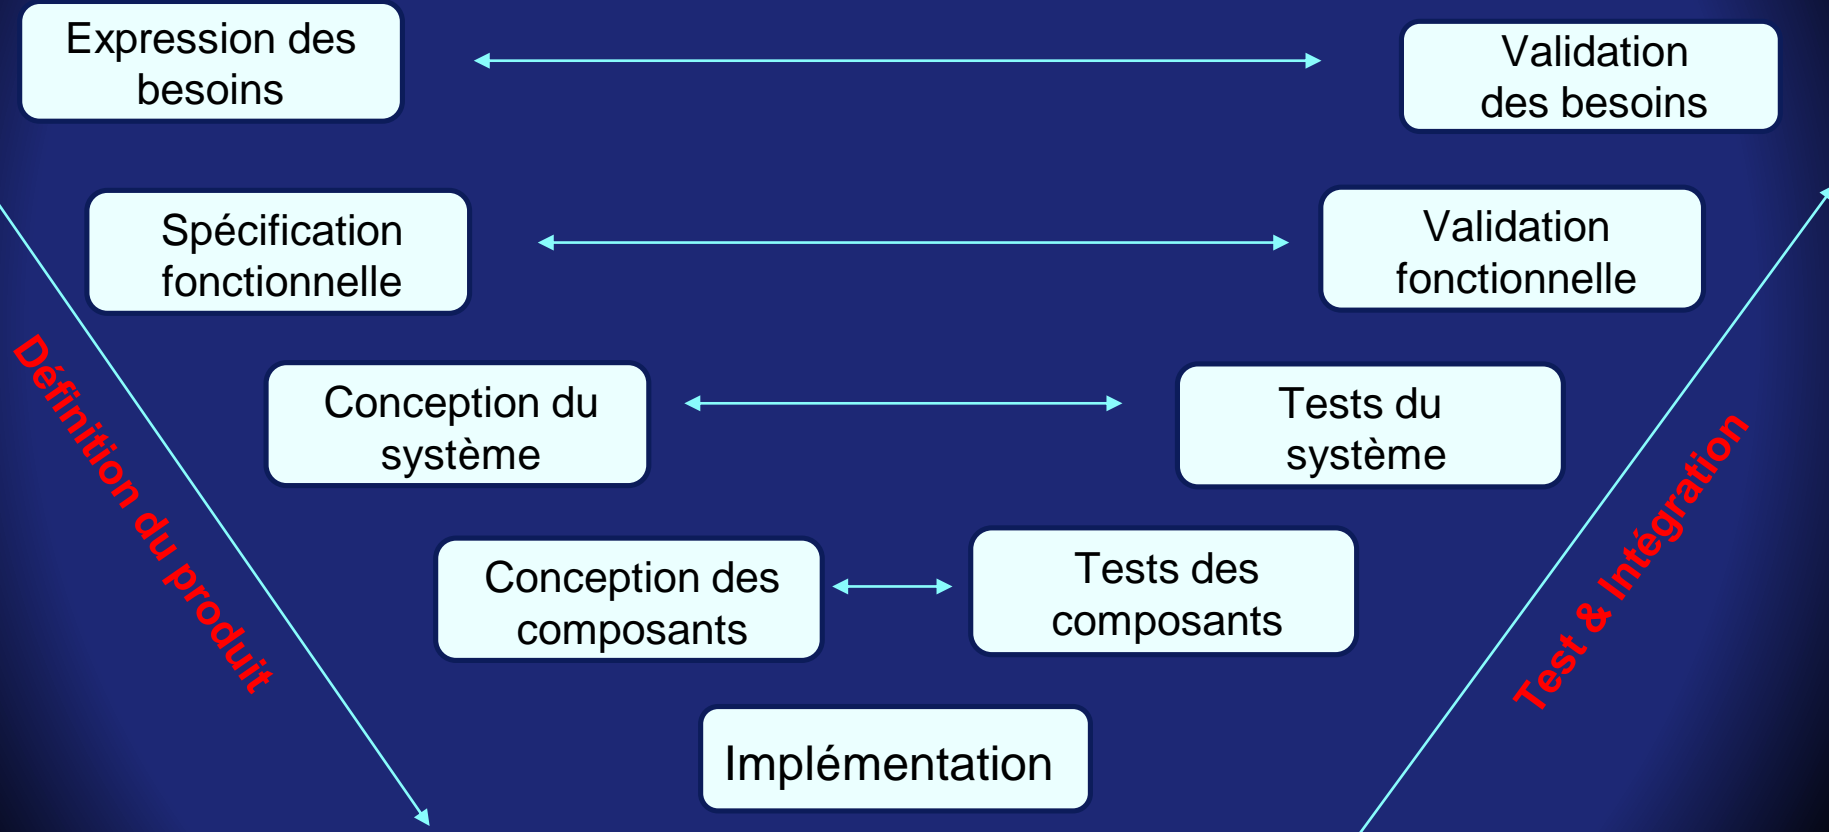 Expression des
besoins
Validation
des besoins
Spécification
fonctionnelle
Validation
fonctionnelle
Définition du produit
Conception du
système
Tests du
système
Test & Intégration
Conception des
composants
Tests des
composants
Implémentation